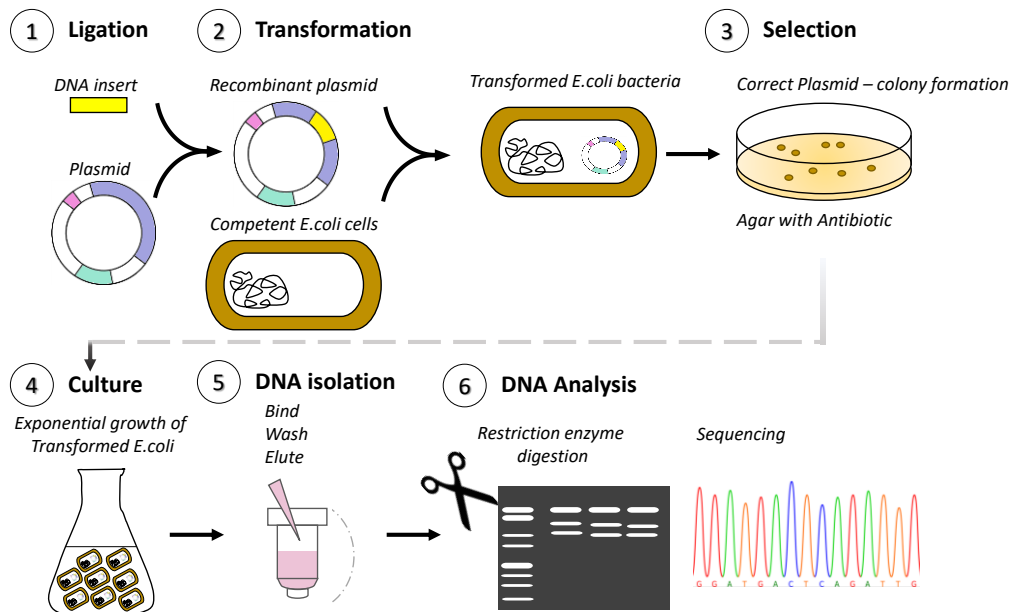 1 Ligation
DNA insert
Plasmid
2 Transformation
Recombinant plasmid
Competent E.coli cells
Transformed E.coli bacteria
3 Selection
Correct Plasmid – colony formation
Agar with Antibiotic
4 Culture
Exponential growth of
Transformed E.coli
5 DNA isolation
Bind
Wash
Elute
6 DNA Analysis
Restriction enzyme
digestion
Sequencing
G G A T G A C T C A G A T T G